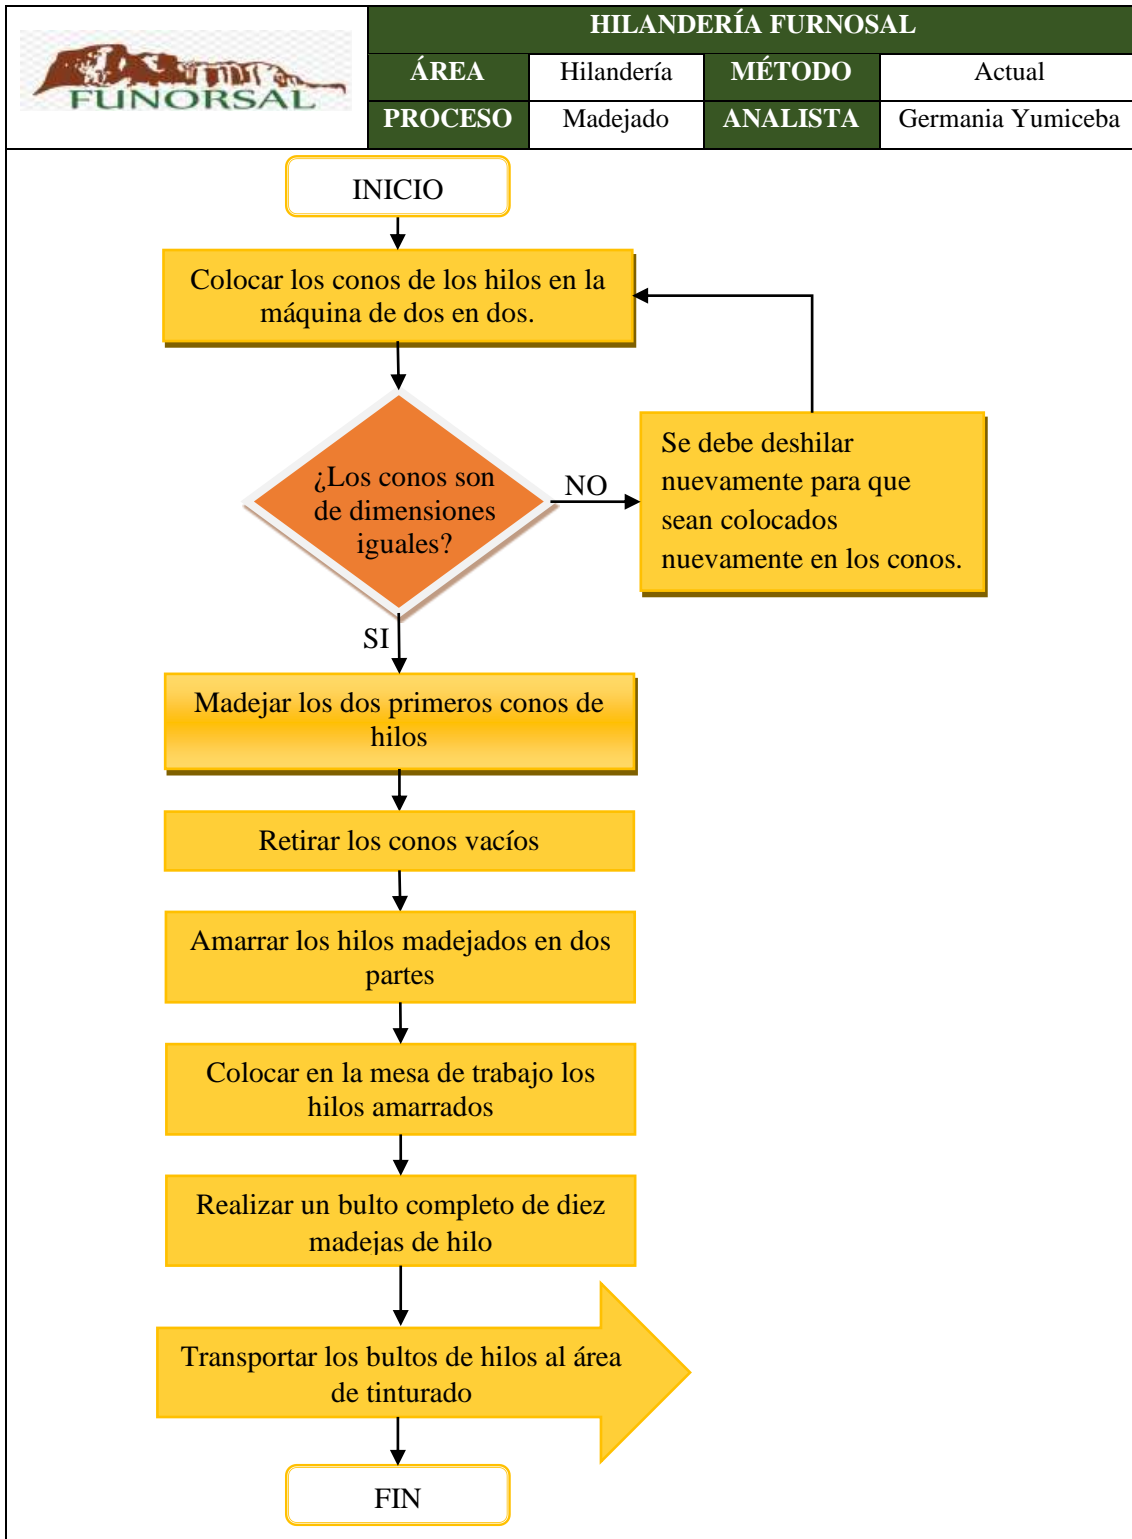 FUNORSAL
HILANDERÍA FURNOSAL
ÁREA Hilandería MÉTODO Actual
PROCESO Madejado ANALISTA Germania Yumiceba
INICIO
Colocar los conos de los hilos en la
máquina de dos en dos.
¿Los conos son
de dimensiones
iguales?
NO
Se debe deshilar
nuevamente para que
sean colocados
nuevamente en los conos.
SI
Madejar los dos primeros conos de
hilos
Retirar los conos vacíos
Amarrar los hilos madejados en dos
partes
Colocar en la mesa de trabajo los
hilos amarrados
Realizar un bulto completo de diez
madejas de hilo
Transportar los bultos de hilos al área
de tinturado
FIN